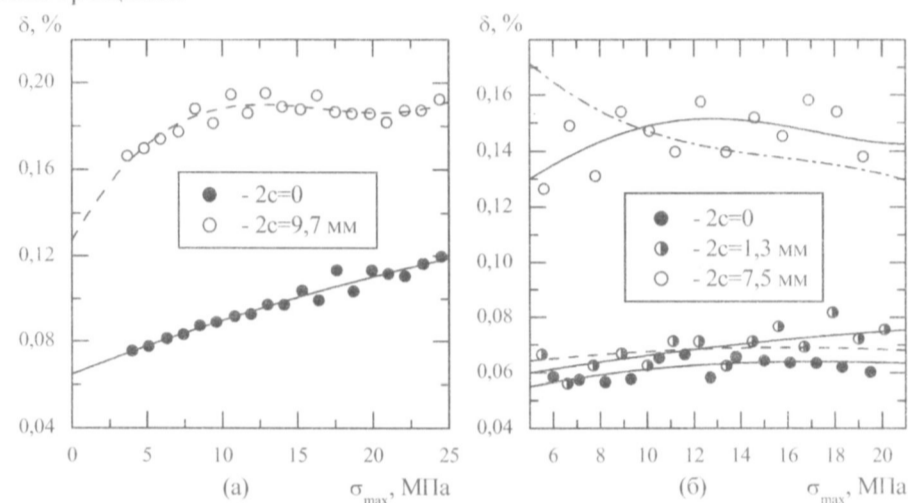 δ, %
0,20
0,16
0,12
0,08
0,04
- 2c=0
- 2c=9,7 мм
0 5 10 15 20 25
(а) σmax, МПа
δ, %
0,16
0,14
0,12
0,10
0,08
0,06
0,04
- 2c=0
- 2c=1,3 мм
- 2c=7,5 мм
6 8 10 12 14 16 18 20
(б) σmax, МПа